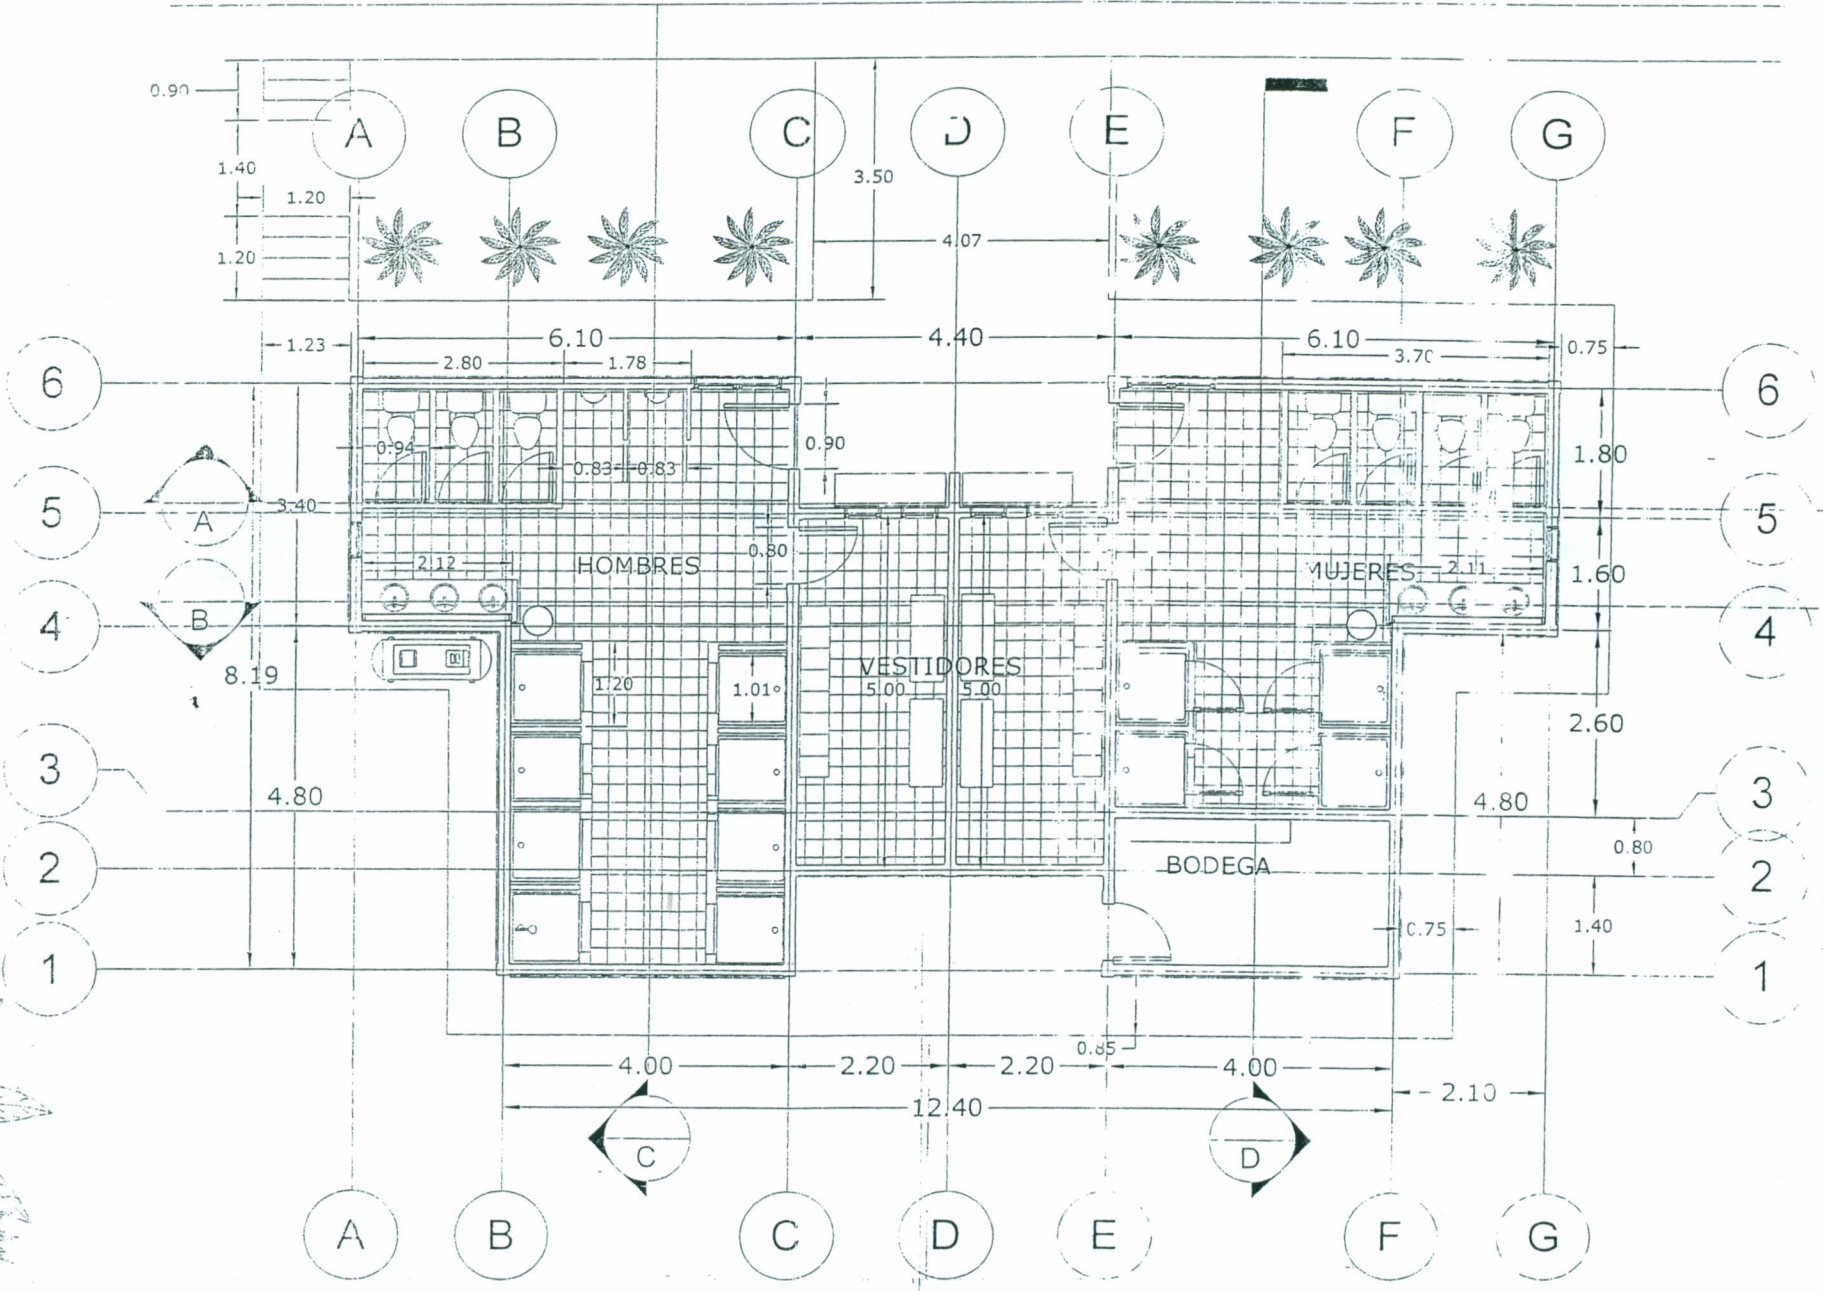 0.90
A B C D E F G
1.40
1.20
3.50
4.07
1.20
6.10 4.40 6.10
1.23 0.75
2.80 1.78 3.70
6 6
0.90
0.94 1.80
0.83 0.83
3.40
5 A 5
0.80
2.12 HOMBRES MUJERES 2.11 1.60
4 B 4
VESTIDORES
8.19 1.20 1.01 5.00 5.00
2.60
3 3
4.80 4.80
0.80
2 BODEGA 2
0.75 1.40
1 1
0.85
4.00 2.20 2.20 4.00
2.10
12.40
C D
A B C D E F G